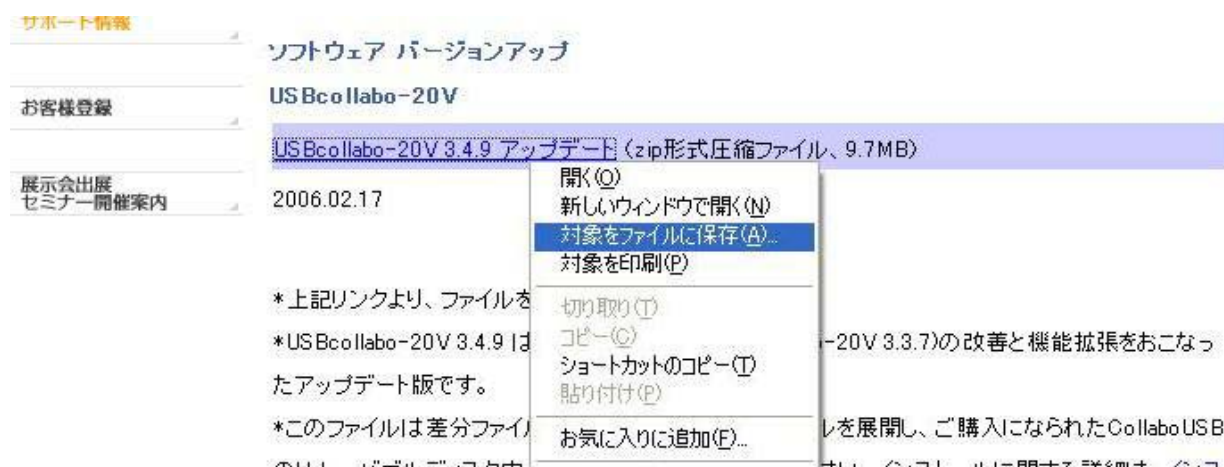 サポート情報
お客様登録
展示会出展
セミナー開催案内
ソフトウェア バージョンアップ
USBcollabo-20V
USBcollabo-20V 3.4.9 アップデート（zip形式圧縮ファイル、9.7MB）
2006.02.17
開く(O)
新しいウィンドウで開く(N)
対象をファイルに保存(A)...
対象を印刷(P)
切り取り(T)
コピー(C)
ショートカットのコピー(T)
貼り付け(P)
お気に入りに追加(F)...
*上記リンクより、ファイルを
*USBcollabo-20V 3.4.9 は
-20V 3.3.7)の改善と機能拡張をおこなっ
たアップデート版です。
*このファイルは差分ファイル
を展開し、ご購入になられたCollaboUSB